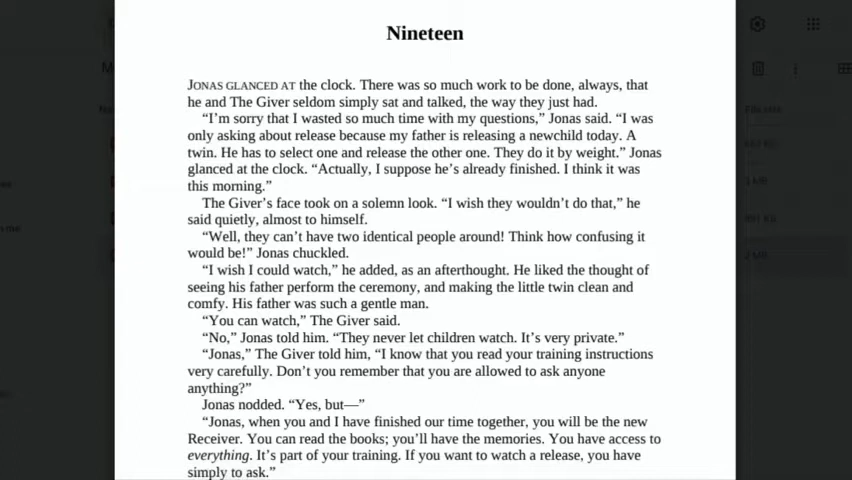 Nineteen
JONAS GLANCED AT the clock. There was so much work to be done, always, that
he and The Giver seldom simply sat and talked, the way they just had.
“I’m sorry that I wasted so much time with my questions,” Jonas said. “I was
only asking about release because my father is releasing a newchild today. A
twin. He has to select one and release the other one. They do it by weight.” Jonas
glanced at the clock. “Actually, I suppose he’s already finished. I think it was
this morning.”
The Giver’s face took on a solemn look. “I wish they wouldn’t do that,” he
said quietly, almost to himself.
“Well, they can’t have two identical people around! Think how confusing it
would be!” Jonas chuckled.
“I wish I could watch,” he added, as an afterthought. He liked the thought of
seeing his father perform the ceremony, and making the little twin clean and
comfy. His father was such a gentle man.
“You can watch,” The Giver said.
“No,” Jonas told him. “They never let children watch. It’s very private.”
“Jonas,” The Giver told him, “I know that you read your training instructions
very carefully. Don’t you remember that you are allowed to ask anyone
anything?”
Jonas nodded. “Yes, but—”
“Jonas, when you and I have finished our time together, you will be the new
Receiver. You can read the books; you’ll have the memories. You have access to
everything. It’s part of your training. If you want to watch a release, you have
simply to ask.”
File size
MB
KB
2 MB